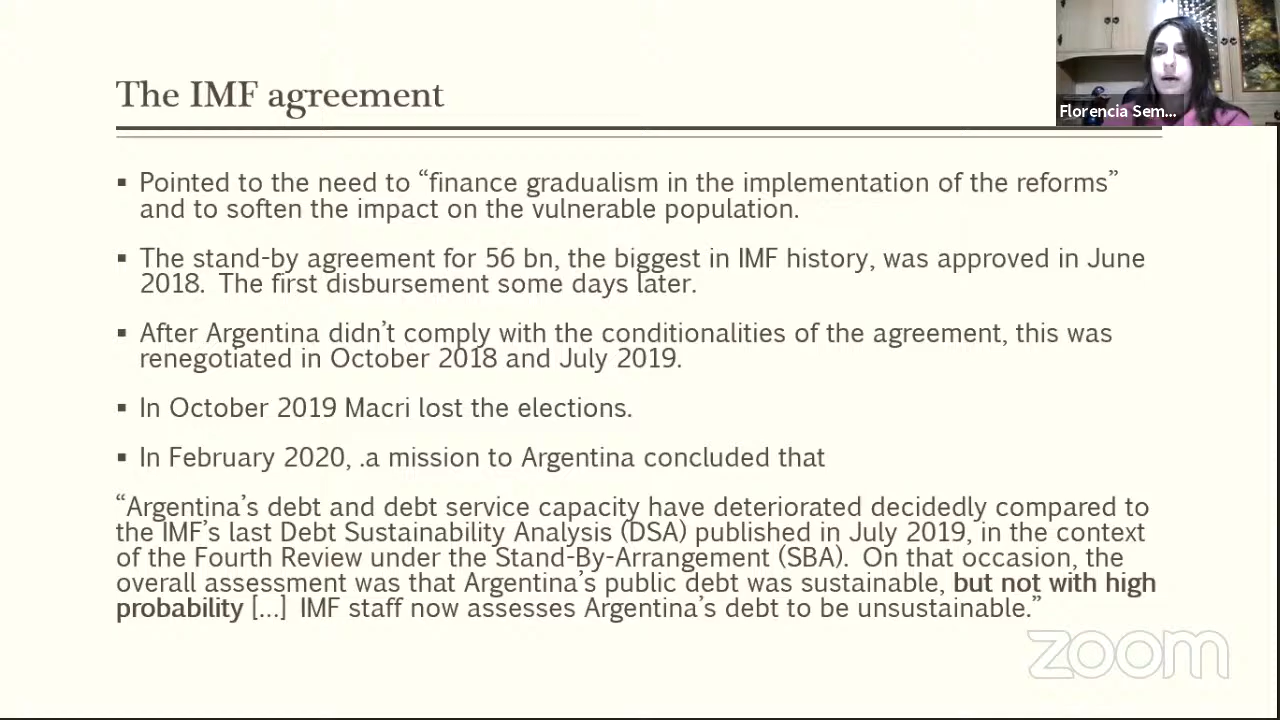 The IMF agreement
Florencia Sem...
▪ Pointed to the need to “finance gradualism in the implementation of the reforms”
and to soften the impact on the vulnerable population.
▪ The stand-by agreement for 56 bn, the biggest in IMF history, was approved in June
2018.  The first disbursement some days later.
▪ After Argentina didn’t comply with the conditionalities of the agreement, this was
renegotiated in October 2018 and July 2019.
▪ In October 2019 Macri lost the elections.
▪ In February 2020, .a mission to Argentina concluded that
“Argentina’s debt and debt service capacity have deteriorated decidedly compared to
the IMF’s last Debt Sustainability Analysis (DSA) published in July 2019, in the context
of the Fourth Review under the Stand-By-Arrangement (SBA).  On that occasion, the
overall assessment was that Argentina’s public debt was sustainable, but not with high
probability [...]  IMF staff now assesses Argentina’s debt to be unsustainable.”
zoom